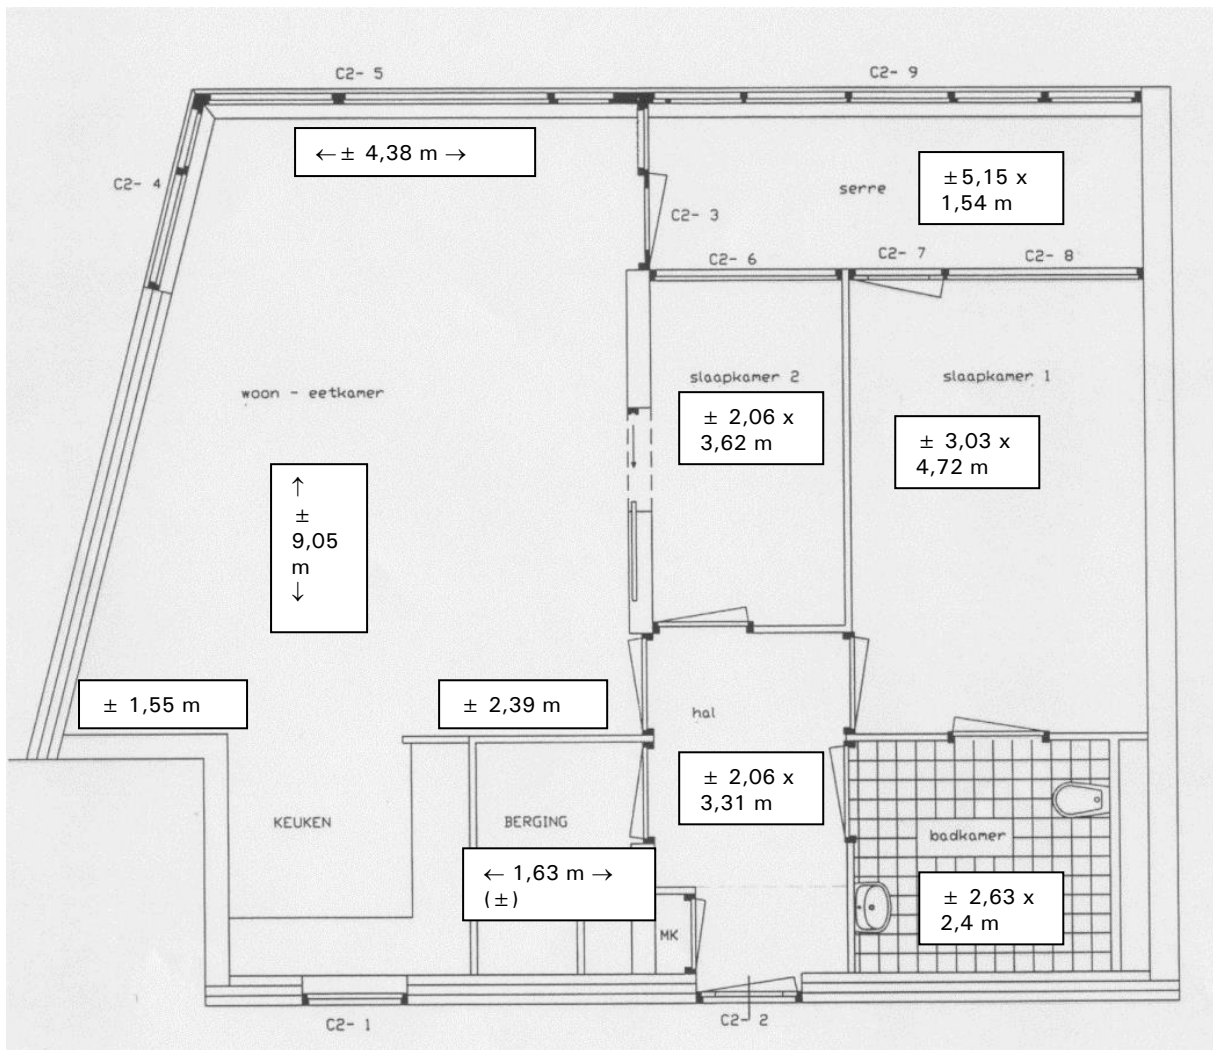 C2- 5
C2- 9
←± 4,38 m →
C2- 4
serre
±5,15 x
1,54 m
C2- 3
C2- 6
C2- 7
C2- 8
woon - eetkamer
slaapkamer 2
slaapkamer 1
± 2,06 x
3,62 m
± 3,03 x
4,72 m
↑
±
9,05
m
↓
± 1,55 m
± 2,39 m
hal
± 2,06 x
3,31 m
KEUKEN
BERGING
badkamer
← 1,63 m →
(±)
± 2,63 x
2,4 m
MK
C2- 1
C2- 2